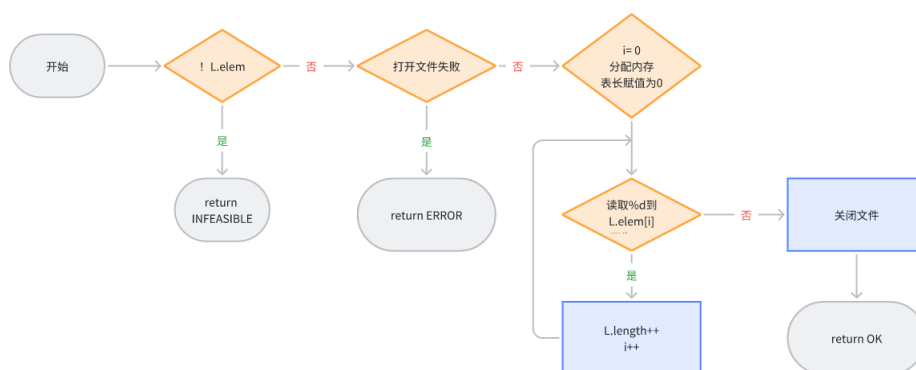 开始
！L.elem
否
打开文件失败
否
i= 0
分配内存
表长赋值为0
是
是
return
INFEASIBLE
return ERROR
读取%d到
L.elem[i]
否
关闭文件
是
L.length++
i++
return OK